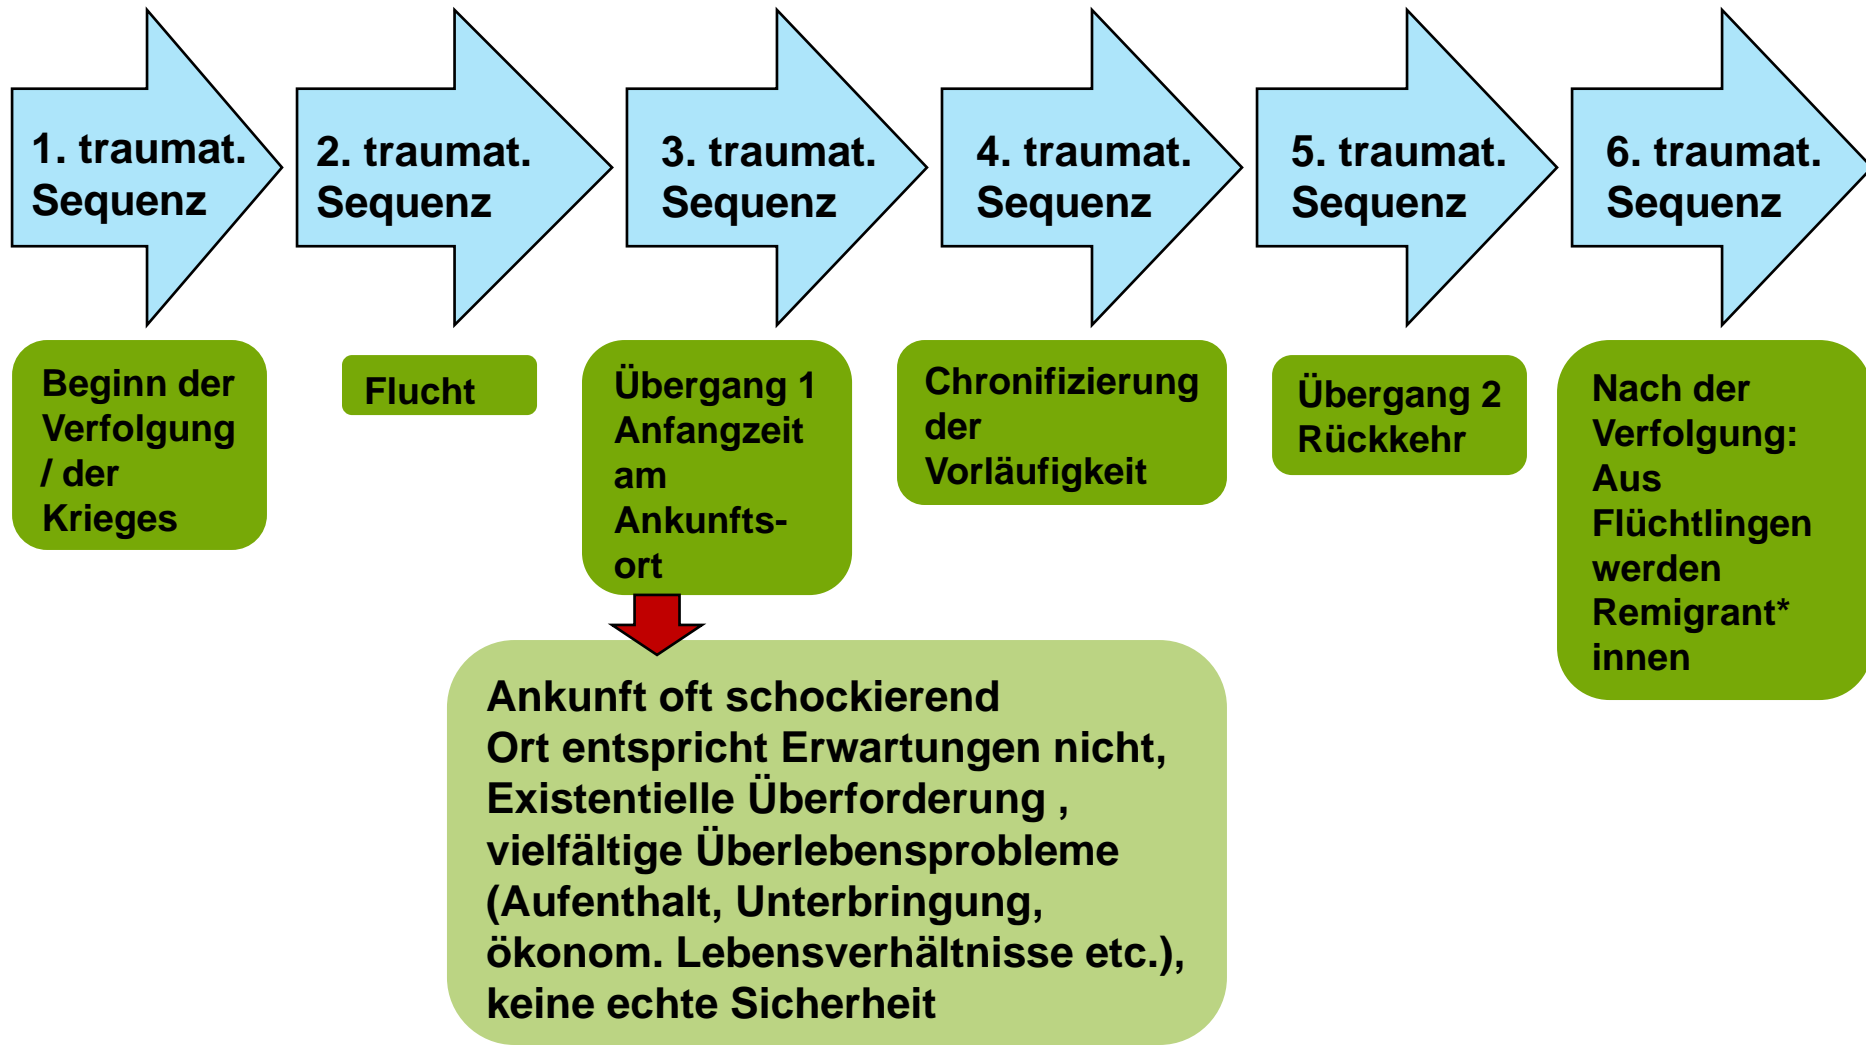 1. traumat.
Sequenz
2. traumat.
Sequenz
3. traumat.
Sequenz
4. traumat.
Sequenz
5. traumat.
Sequenz
6. traumat.
Sequenz
Beginn der
Verfolgung
/ der
Krieges
Flucht
Übergang 1
Anfangzeit
am
Ankunfts-
ort
Chronifizierung
der
Vorläufigkeit
Übergang 2
Rückkehr
Nach der
Verfolgung:
Aus
Flüchtlingen
werden
Remigrant*
innen
Ankunft oft schockierend
Ort entspricht Erwartungen nicht,
Existentielle Überforderung ,
vielfältige Überlebensprobleme
(Aufenthalt, Unterbringung,
ökonom. Lebensverhältnisse etc.),
keine echte Sicherheit